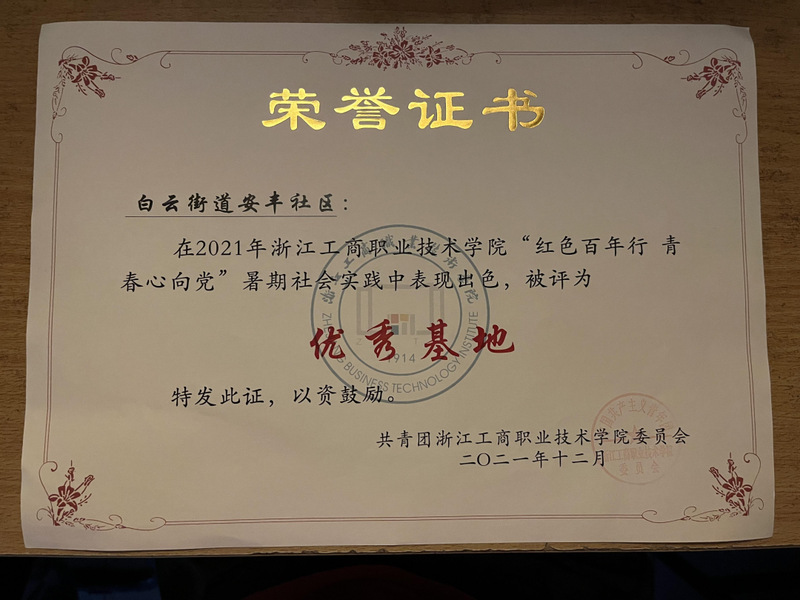 荣誉证书
白云街道安丰社区：
在2021年浙江工商职业技术学院“红色百年行 青
春心向党”暑期社会实践中表现出色，被评为
优秀基地
1914
BUSINESS TECHNOLOGY INSTITUTE
特发此证，以资鼓励。
共青团浙江工商职业技术学院委员会
二〇二一年十二月
委员会